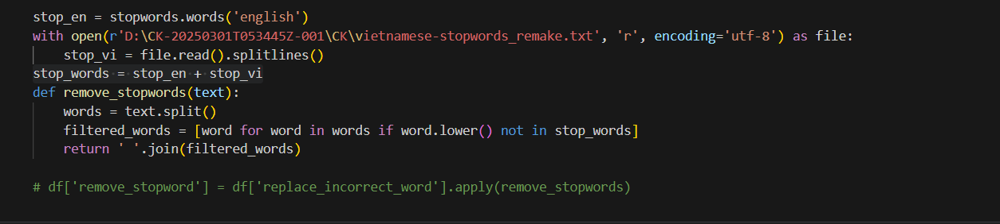 stop_en = stopwords.words('english')
with open(r'D:\CK-20250301T053445Z-001\CK\vietnamese-stopwords_remake.txt', 'r', encoding='utf-8') as file:
    stop_vi = file.read().splitlines()
stop_words = stop_en + stop_vi
def remove_stopwords(text):
    words = text.split()
    filtered_words = [word for word in words if word.lower() not in stop_words]
    return ' '.join(filtered_words)
# df['remove_stopword'] = df['replace_incorrect_word'].apply(remove_stopwords)